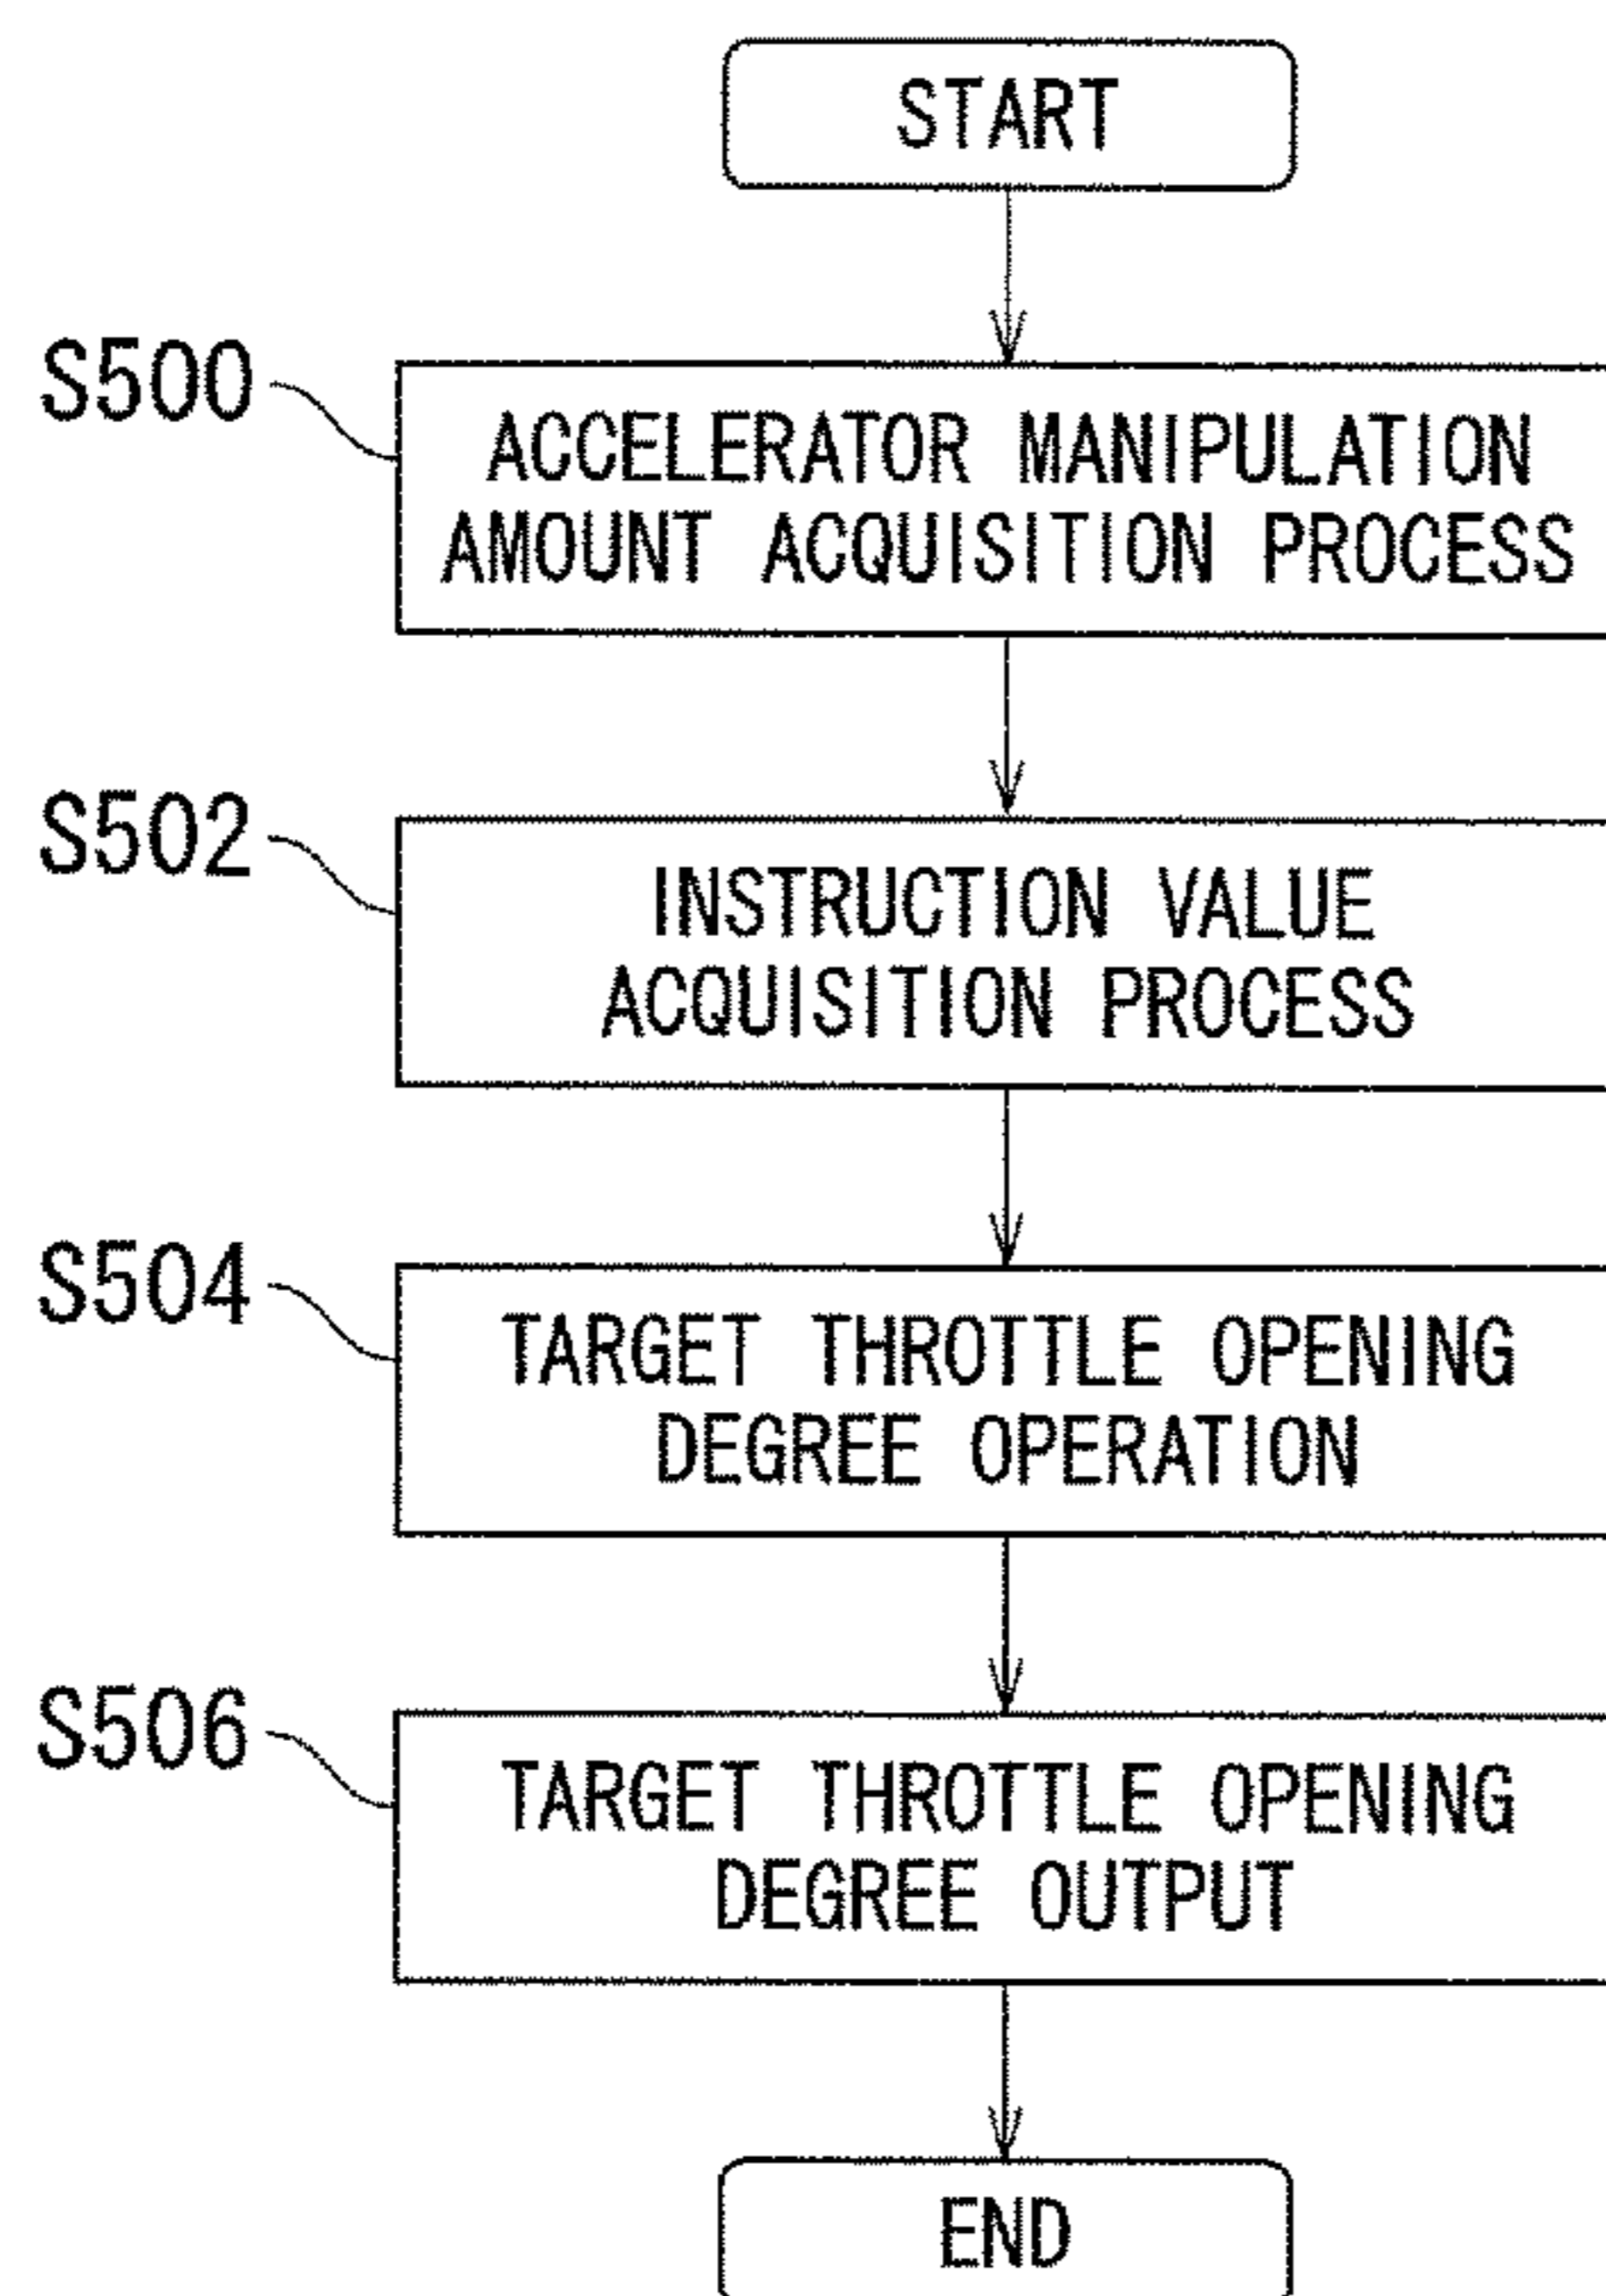 START
S500
ACCELERATOR MANIPULATION
AMOUNT ACQUISITION PROCESS
S502
INSTRUCTION VALUE
ACQUISITION PROCESS
S504
TARGET THROTTLE OPENING
DEGREE OPERATION
S506
TARGET THROTTLE OPENING
DEGREE OUTPUT
END